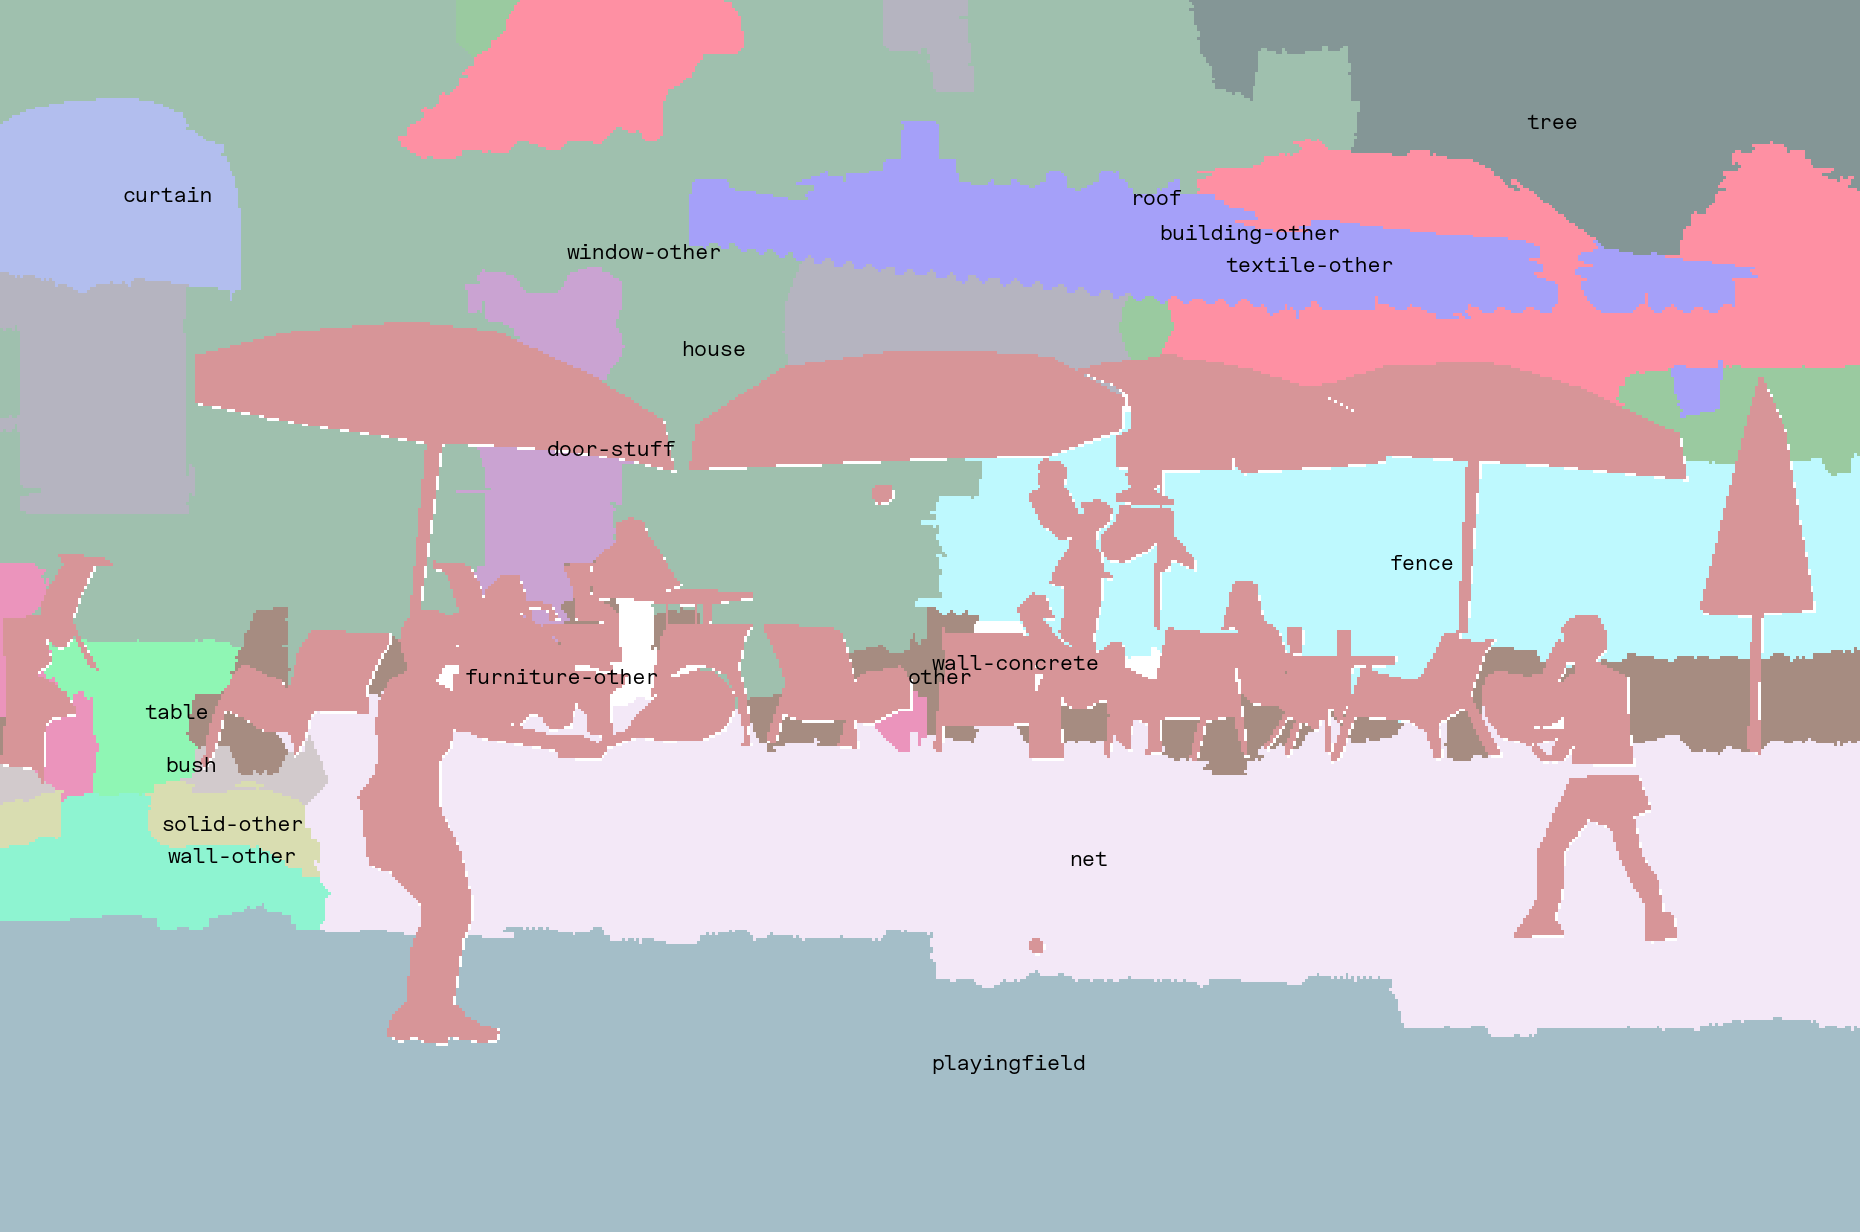 tree
curtain
roof
building-other
window-other
textile-other
house
door-stuff
fence
wall-concrete
furniture-other
other
table
bush
solid-other
wall-other
net
playingfield